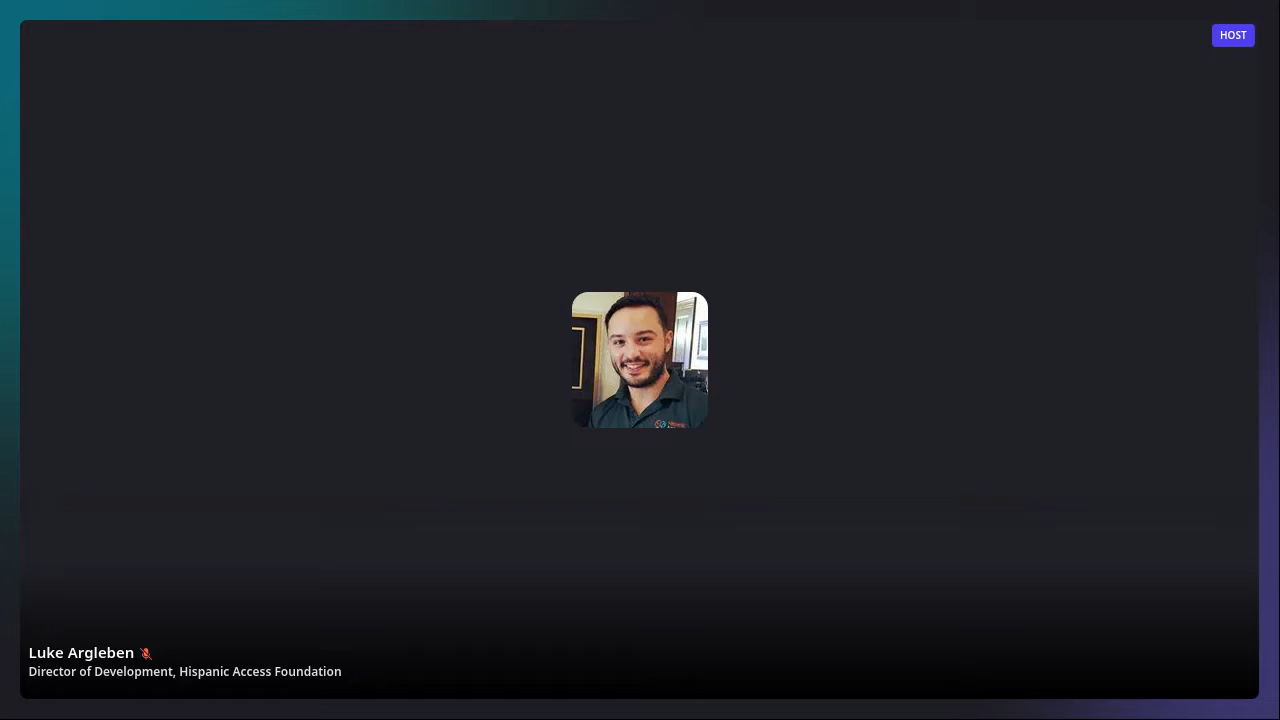 HOST
Luke Argleben
Director of Development, Hispanic Access Foundation